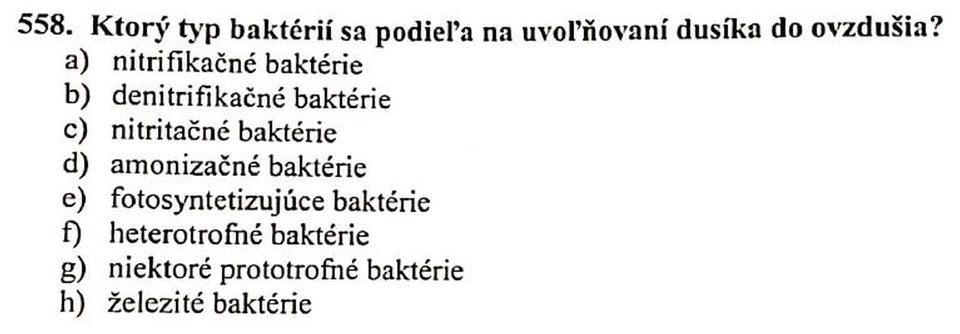 558. Ktorý typ baktérií sa podieľa na uvoľňovaní dusíka do ovzdušia?
a) nitrifikačné baktérie
b) denitrifikačné baktérie
c) nitritačné baktérie
d) amonizačné baktérie
e) fotosyntetizujúce baktérie
f) heterotrofné baktérie
g) niektoré prototrofné baktérie
h) železité baktérie